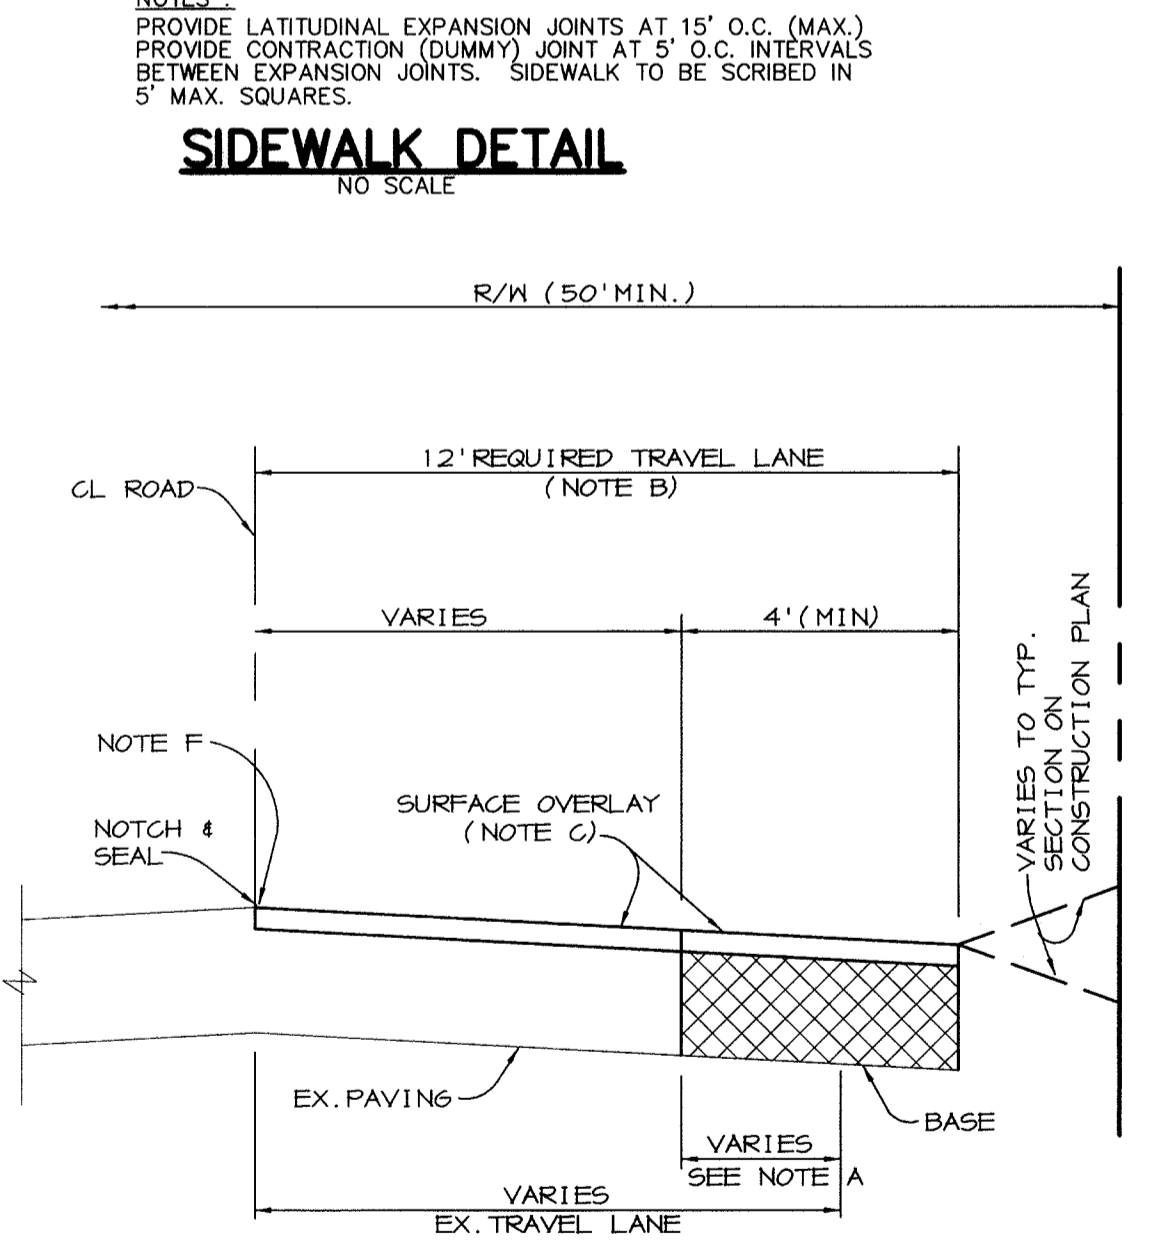 NOTES :
PROVIDE LATITUDINAL EXPANSION JOINTS AT 15' O.C. (MAX.)
PROVIDE CONTRACTION (DUMMY) JOINT AT 5' O.C. INTERVALS
BETWEEN EXPANSION JOINTS. SIDEWALK TO BE SCRIBED IN
5' MAX. SQUARES.
SIDEWALK DETAIL
NO SCALE
R/W (50'MIN.)
12'REQUIRED TRAVEL LANE
(NOTE B)
CL ROAD
VARIES
4'(MIN)
VARIES TO TYP.
SECTION ON
CONSTRUCTION PLAN
NOTE F
SURFACE OVERLAY
(NOTE C)
NOTCH &
SEAL
EX.PAVING
BASE
VARIES
SEE NOTE A
VARIES
EX.TRAVEL LANE